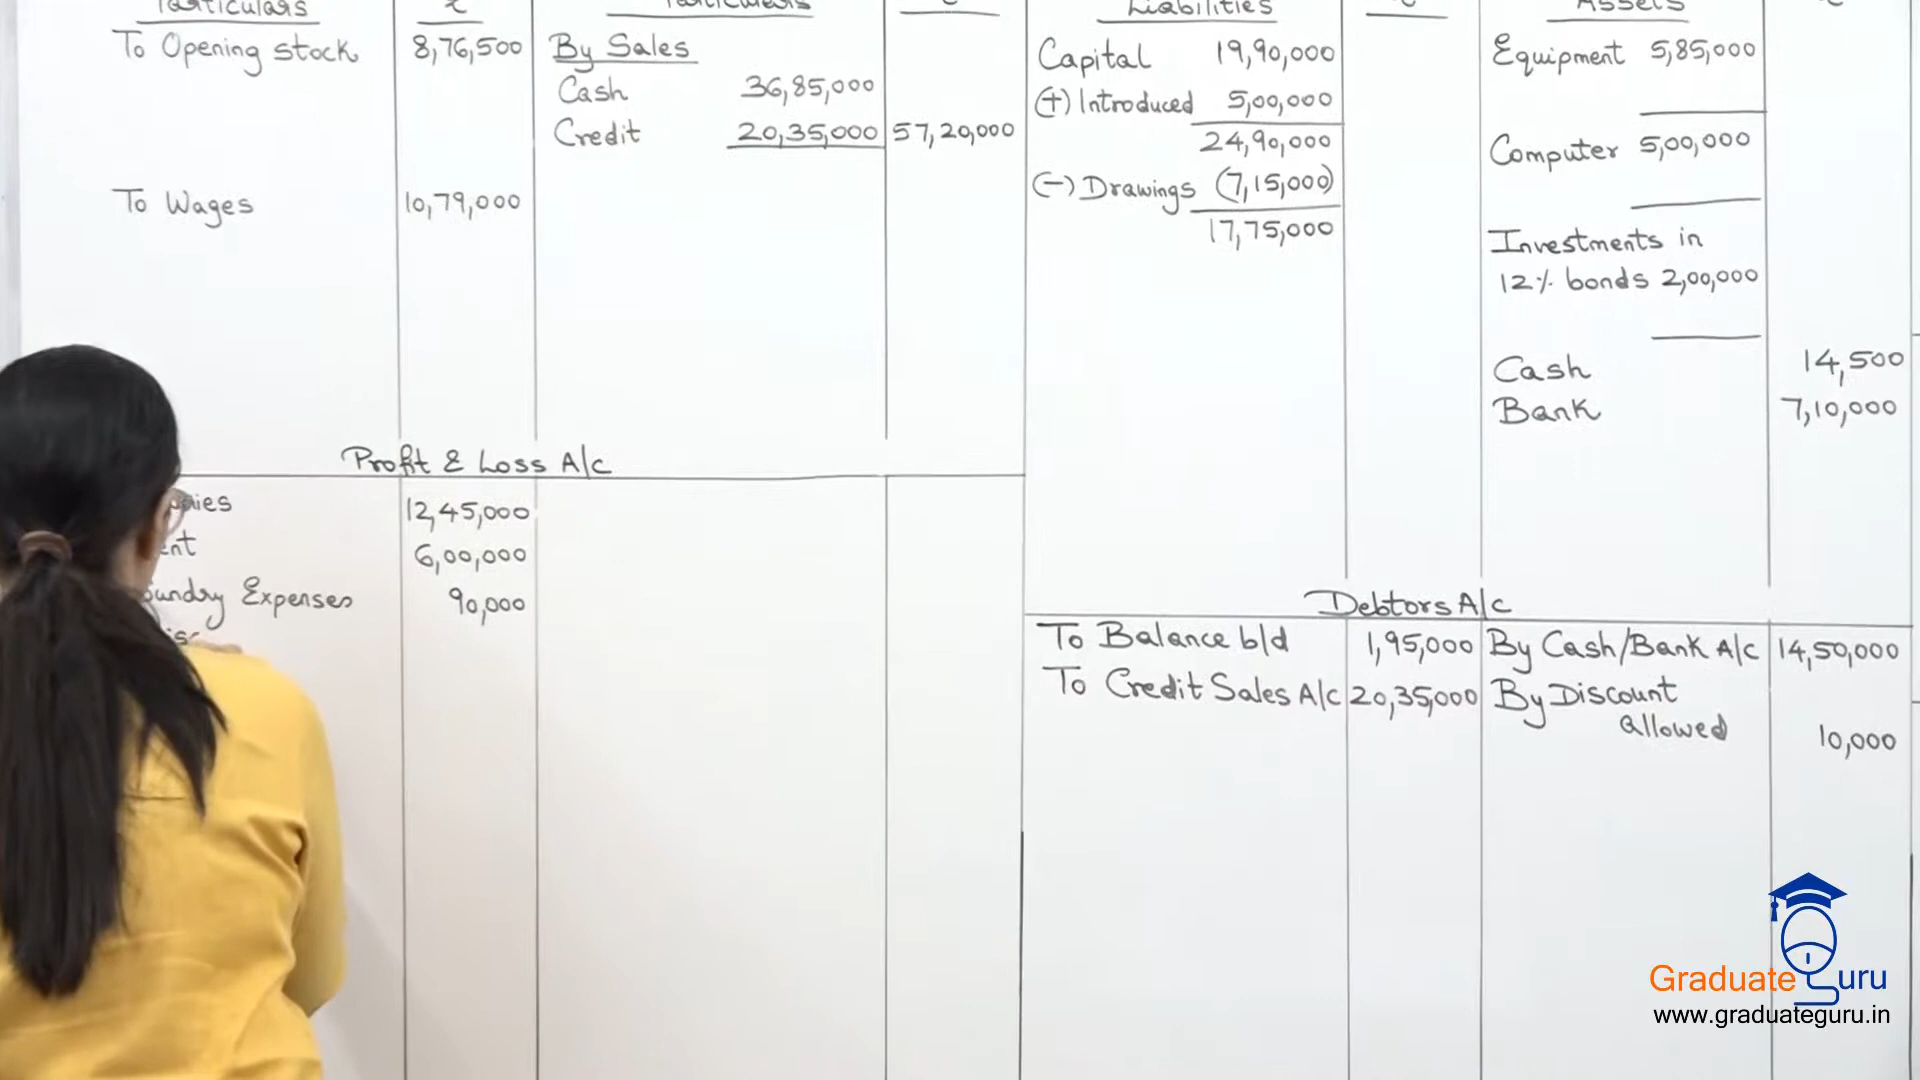 Particulars ₹ Particulars ₹
To Opening stock 8,76,500 By Sales
Cash 36,85,000
Credit 20,35,000 57,20,000
To Wages 10,79,000
Profit & Loss A/c
12,45,000
6,00,000
Sundry Expenses 90,000
Liabilities ₹ Assets ₹
Capital 19,90,000 Equipment 5,85,000
(+) Introduced 5,00,000
24,90,000 Computer 5,00,000
(-) Drawings (7,15,000)
17,75,000 Investments in
12% bonds 2,00,000
Cash 14,500
Bank 7,10,000
Debtors A/c
To Balance b/d 1,95,000 By Cash/Bank A/c 14,50,000
To Credit Sales A/c 20,35,000 By Discount
allowed 10,000
Graduate Guru
www.graduateguru.in